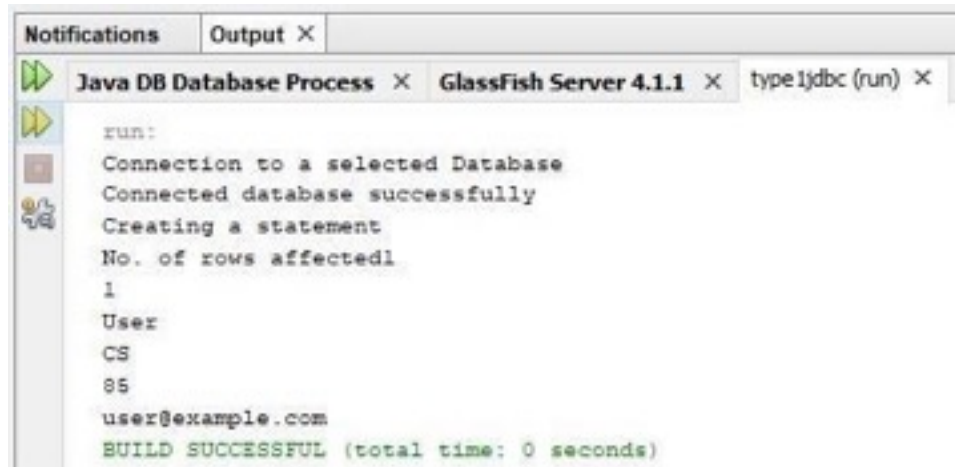 Notifications Output ×
Java DB Database Process × GlassFish Server 4.1.1 × type1jdbc (run) ×
run:
Connection to a selected Database
Connected database successfully
Creating a statement
No. of rows affected1
1
User
CS
85
user@example.com
BUILD SUCCESSFUL (total time: 0 seconds)